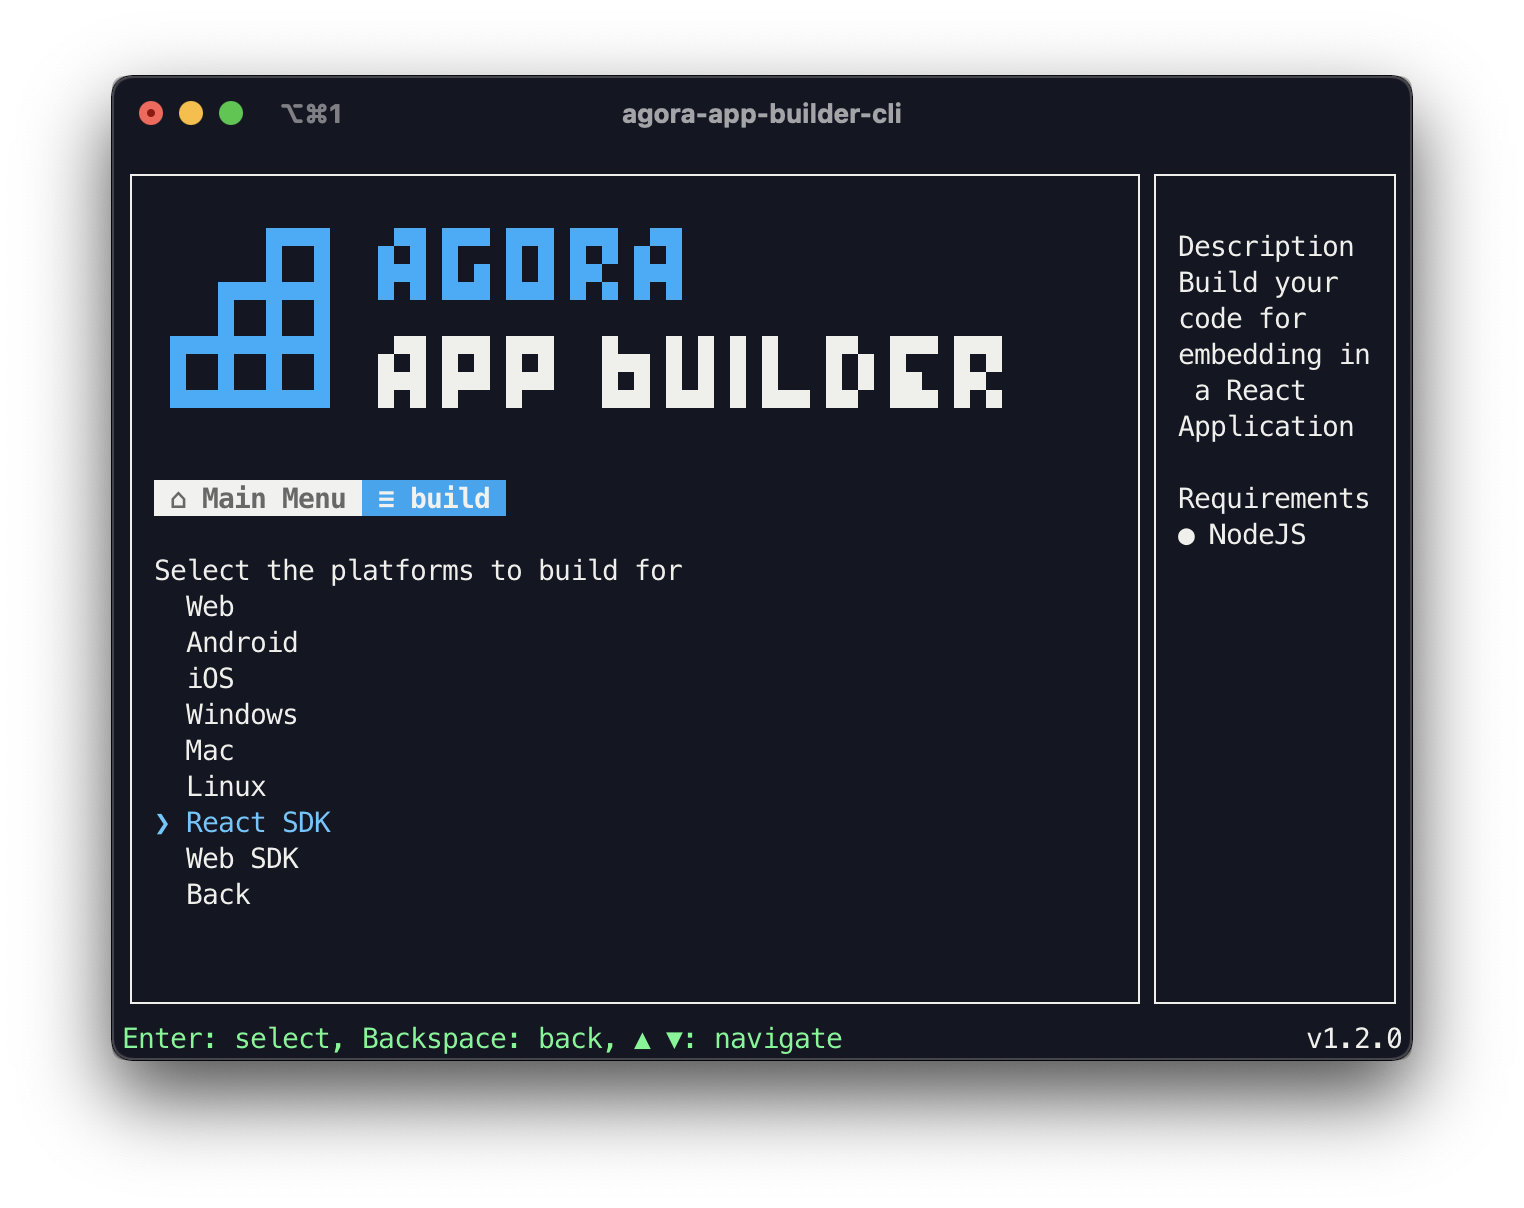 ⌥⌘1
agora-app-builder-cli
AGORA
APP bUILDER
⌂ Main Menu ≡ build
Select the platforms to build for
Web
Android
iOS
Windows
Mac
Linux
❯ React SDK
Web SDK
Back
Description
Build your
code for
embedding in
a React
Application
Requirements
● NodeJS
Enter: select, Backspace: back, ▲ ▼: navigate
v1.2.0